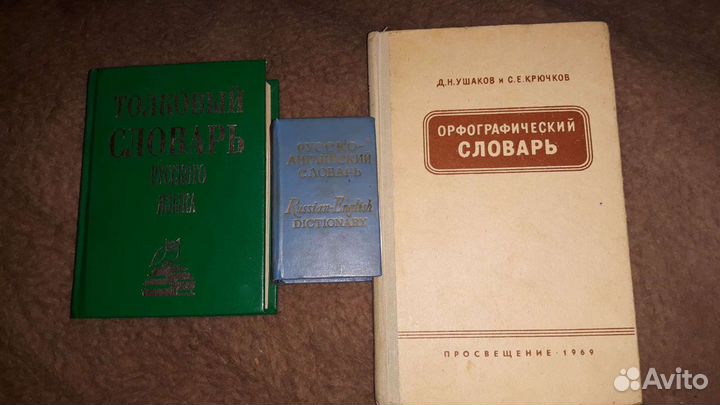 ТОЛКОВЫЙ
СЛОВАРЬ
РУССКОГО
ЯЗЫКА
РУССКО-
АНГЛИЙСКИЙ
СЛОВАРЬ
Russian-English
DICTIONARY
Д.Н.УШАКОВ и С.Е.КРЮЧКОВ
ОРФОГРАФИЧЕСКИЙ
СЛОВАРЬ
ПРОСВЕЩЕНИЕ · 1969
Avito